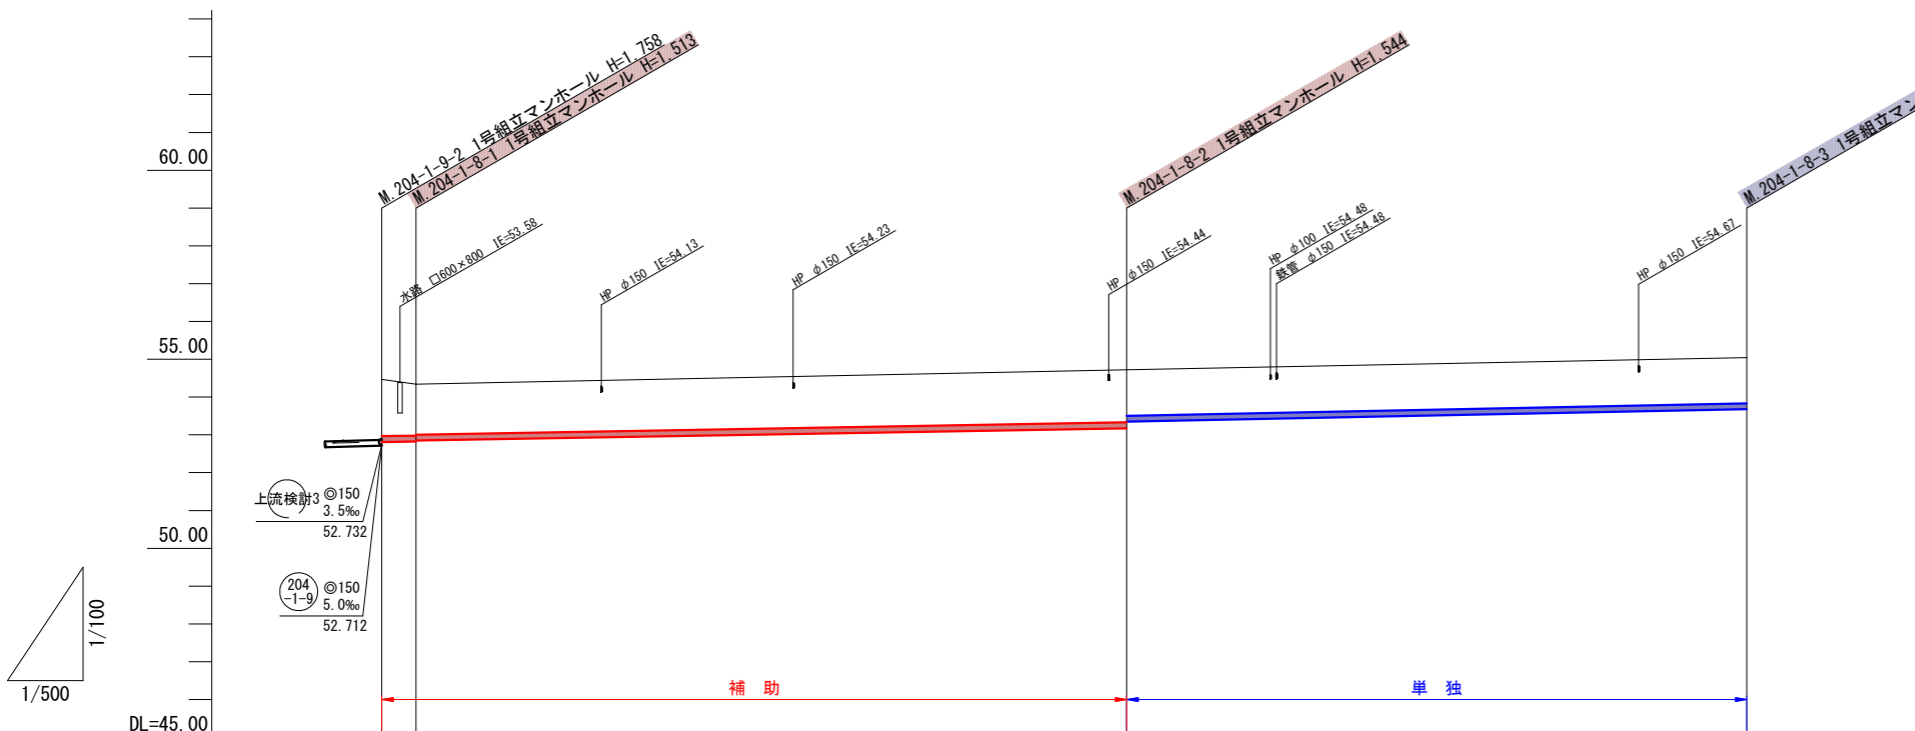 M.204-1-9-2 1号組立マンホール H=1.758
M.204-1-8-1 1号組立マンホール H=1.513
M.204-1-8-2 1号組立マンホール H=1.544
M.204-1-8-3 1号組立マン
60.00
水路 □600×800 IE=53.58
HP φ150 IE=54.13
HP φ150 IE=54.23
HP φ150 IE=54.44
HP φ100 IE=54.48
鉄管 φ150 IE=54.48
HP φ150 IE=54.67
55.00
上流検討3 ◎150
3.5‰
52.732
50.00
204
-1-9
◎150
5.0‰
52.712
1/100
1/500
補 助
単 独
DL=45.00